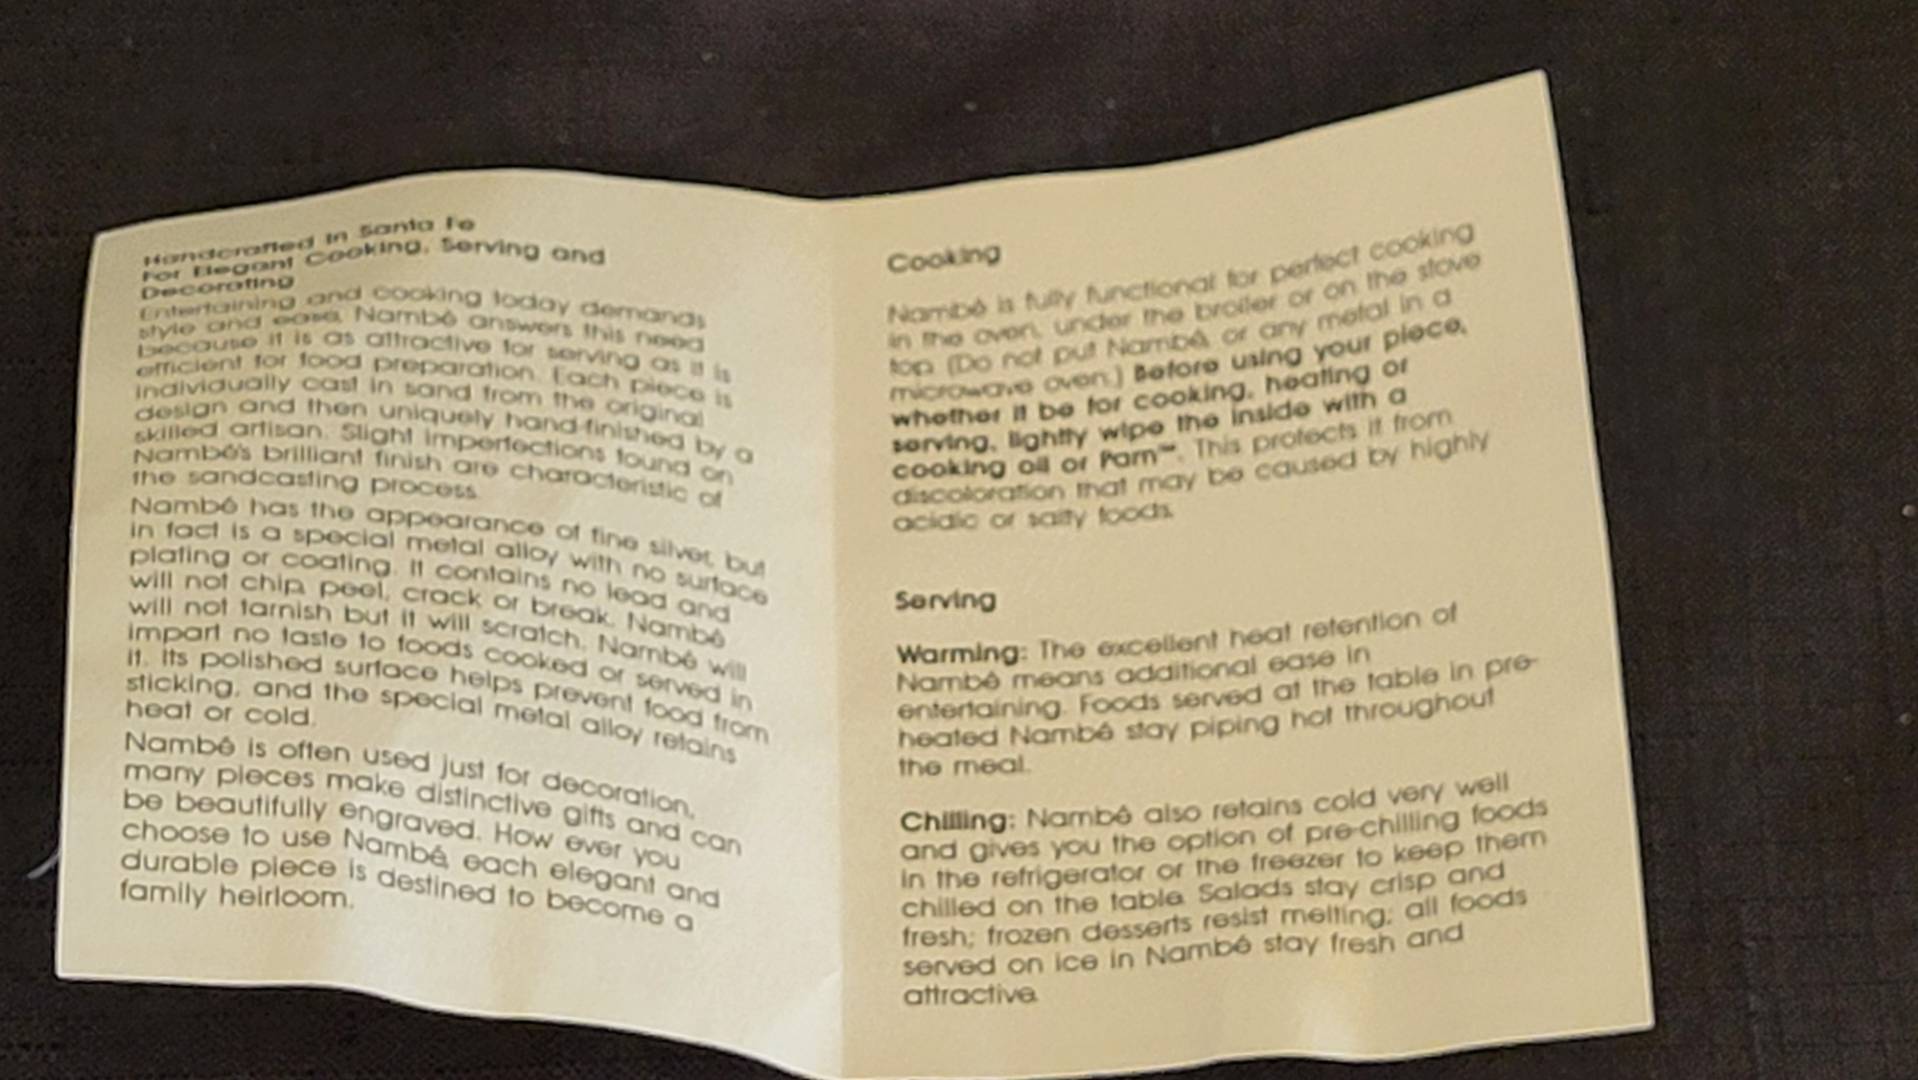 Handcrafted in Santa Fe
For Elegant Cooking, Serving and
Decorating
Entertaining and cooking today demands
style and ease. Nambé answers this need
because it is as attractive for serving as it is
efficient for food preparation. Each piece is
individually cast in sand from the original
design and then uniquely hand-finished by a
skilled artisan. Slight imperfections found on
Nambé's brilliant finish are characteristic of
the sandcasting process.
Nambé has the appearance of fine silver, but
in fact is a special metal alloy with no surface
plating or coating. It contains no lead and
will not chip, peel, crack or break. Nambé
will not tarnish but it will scratch. Nambé will
impart no taste to foods cooked or served in
it. Its polished surface helps prevent food from
sticking, and the special metal alloy retains
heat or cold.
Nambé is often used just for decoration,
many pieces make distinctive gifts and can
be beautifully engraved. How ever you
choose to use Nambé, each elegant and
durable piece is destined to become a
family heirloom.
Cooking
Nambé is fully functional for perfect cooking
in the oven, under the broiler or on the stove
top. (Do not put Nambé, or any metal in a
microwave oven.) Before using your piece,
whether it be for cooking, heating or
serving, lightly wipe the inside with a
cooking oil or Pam™. This protects it from
discoloration that may be caused by highly
acidic or salty foods.
Serving
Warming: The excellent heat retention of
Nambé means additional ease in
entertaining. Foods served at the table in pre-
heated Nambé stay piping hot throughout
the meal.
Chilling: Nambé also retains cold very well
and gives you the option of pre-chilling foods
in the refrigerator or the freezer to keep them
chilled on the table. Salads stay crisp and
fresh; frozen desserts resist melting; all foods
served on ice in Nambé stay fresh and
attractive.